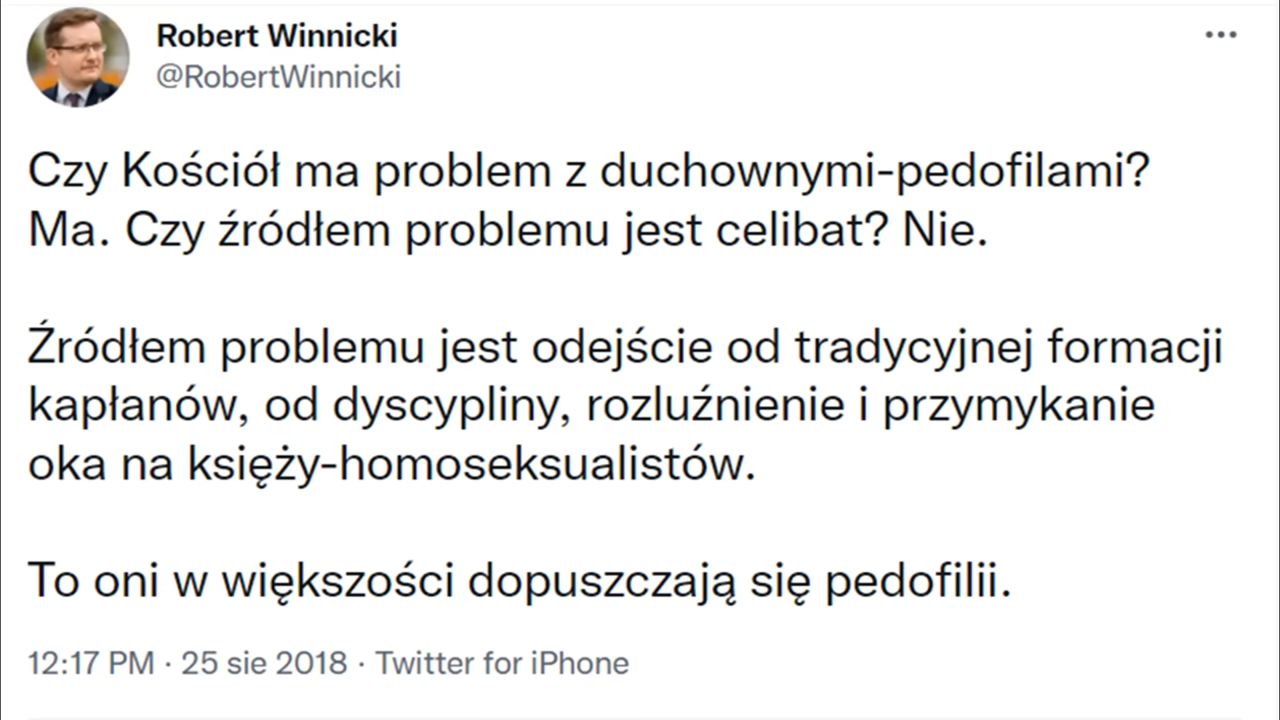 Robert Winnicki
@RobertWinnicki
Czy Kościół ma problem z duchownymi-pedofilami?
Ma. Czy źródłem problemu jest celibat? Nie.
Źródłem problemu jest odejście od tradycyjnej formacji
kapłanów, od dyscypliny, rozluźnienie i przymykanie
oka na księży-homoseksualistów.
To oni w większości dopuszczają się pedofilii.
12:17 PM · 25 sie 2018 · Twitter for iPhone